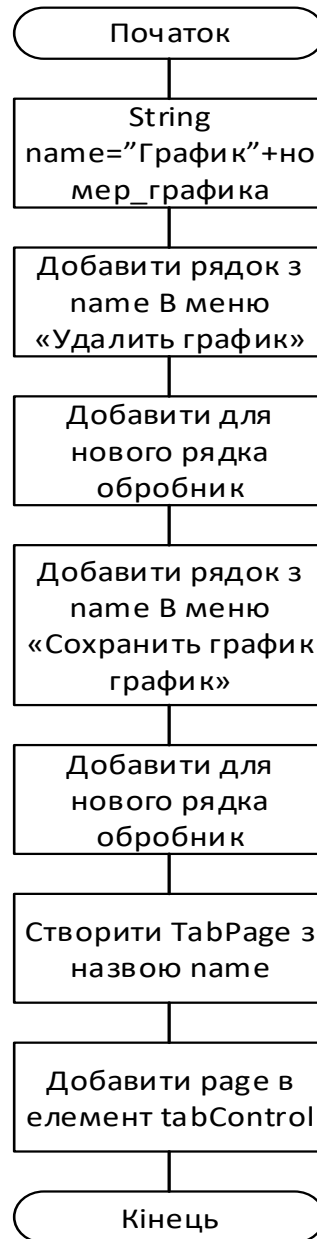 Початок
String
name=”График”+но
мер_графика
Добавити рядок з
name В меню
«Удалить график»
Добавити для
нового рядка
обробник
Добавити рядок з
name В меню
«Сохранить график
график»
Добавити для
нового рядка
обробник
Створити TabPage з
назвою name
Добавити page в
елемент tabControl
Кінець